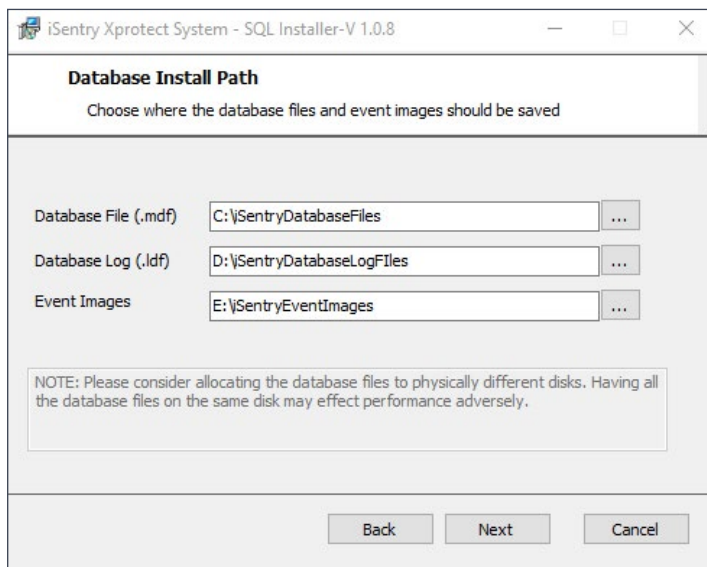 iSentry Xprotect System - SQL Installer-V 1.0.8
Database Install Path
Choose where the database files and event images should be saved
Database File (.mdf)
C:\iSentryDatabaseFiles
...
Database Log (.ldf)
D:\iSentryDatabaseLogFIles
...
Event Images
E:\iSentryEventImages
...
NOTE: Please consider allocating the database files to physically different disks. Having all
the database files on the same disk may effect performance adversely.
Back
Next
Cancel